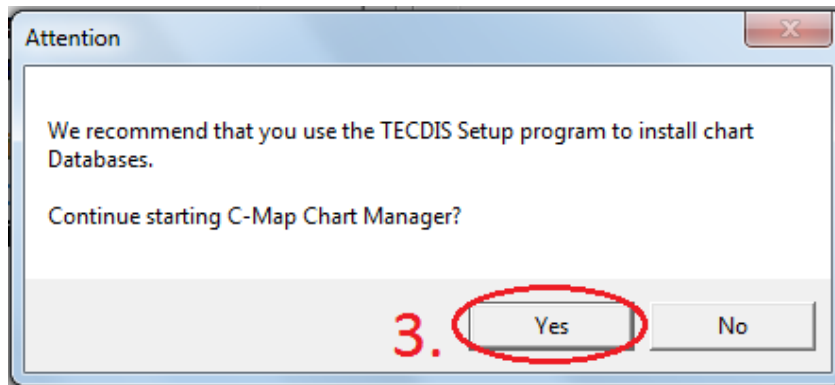 Attention
We recommend that you use the TECDIS Setup program to install chart
Databases.
Continue starting C-Map Chart Manager?
3. Yes No